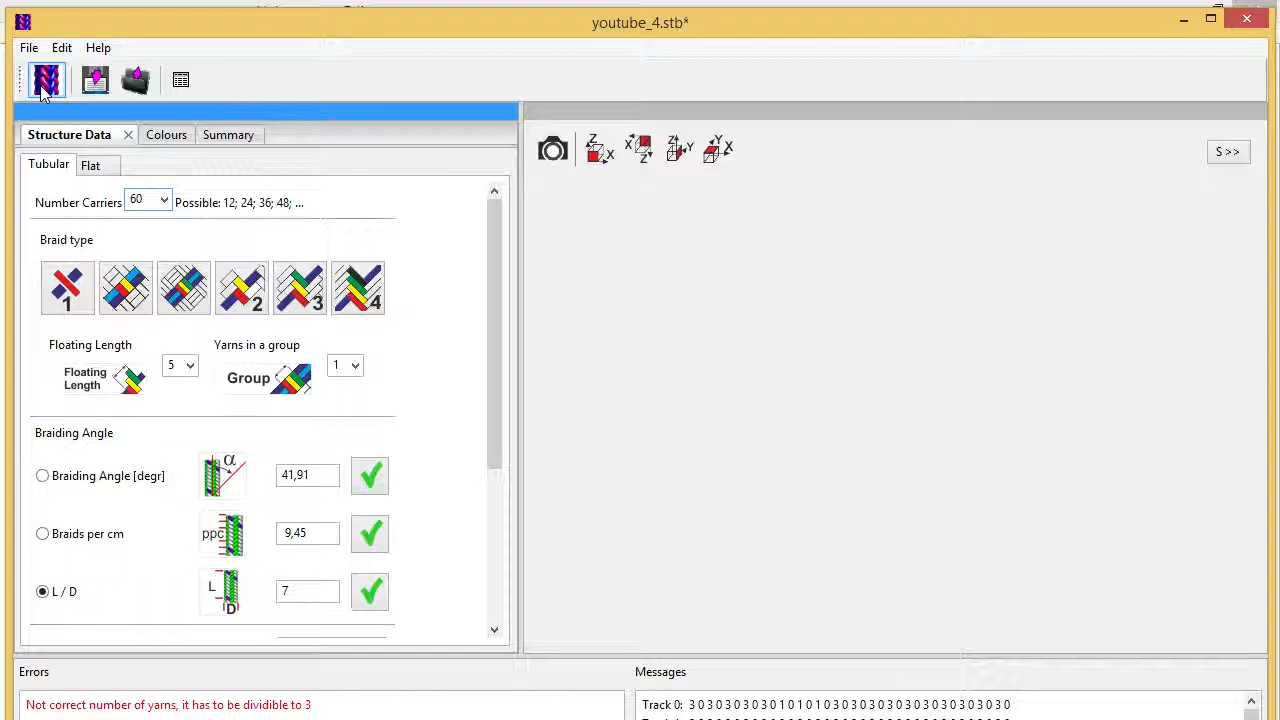 youtube_4.stb*
File Edit Help
Structure Data Colours Summary
S >>
Tubular Flat
Number Carriers 60 Possible: 12; 24; 36; 48; ...
Braid type
1 2 3 4
Floating Length 5 Yarns in a group 1
Floating Length Group
Braiding Angle
Braiding Angle [degr] α 41,91
Braids per cm ppc 9,45
L / D L D 7
Errors
Not correct number of yarns, it has to be dividible to 3
Messages
Track 0: 3 0 3 0 3 0 3 0 3 0 1 0 1 0 1 0 3 0 3 0 3 0 3 0 3 0 3 0 3 0 3 0 3 0 3 0